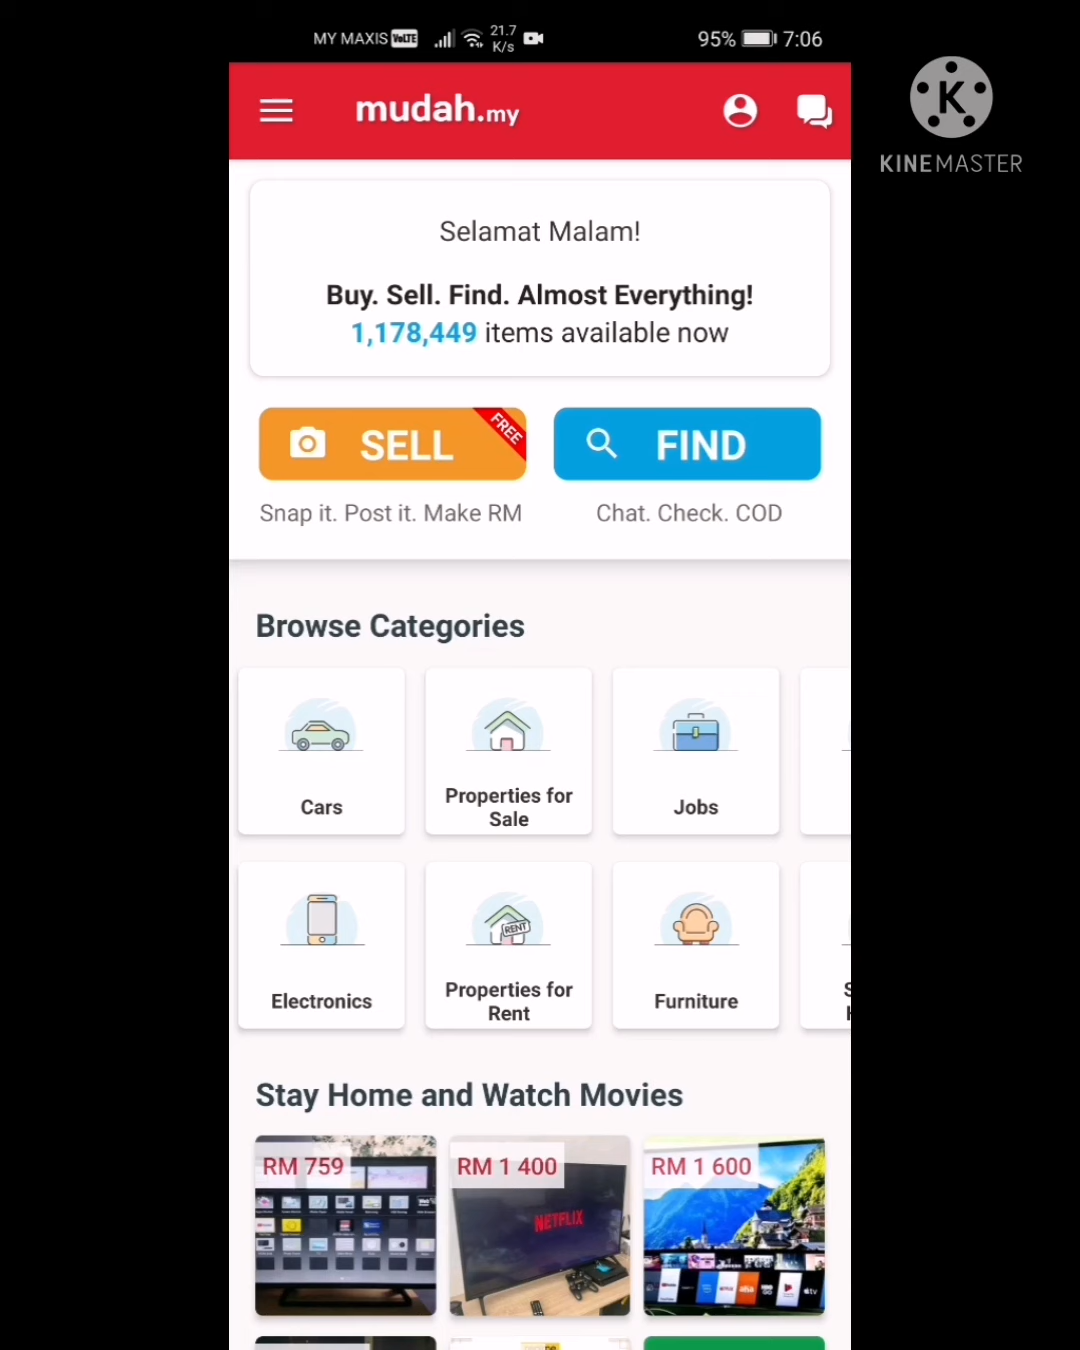 MY MAXIS VoLTE 21.7 K/s 95% 7:06
mudah.my
KINEMASTER
Selamat Malam!
Buy. Sell. Find. Almost Everything!
1,178,449 items available now
SELL FREE FIND
Snap it. Post it. Make RM Chat. Check. COD
Browse Categories
Cars
Properties for
Sale
Jobs
Electronics
RENT
Properties for
Rent
Furniture
Stay Home and Watch Movies
RM 759 RM 1 400 RM 1 600
NETFLIX